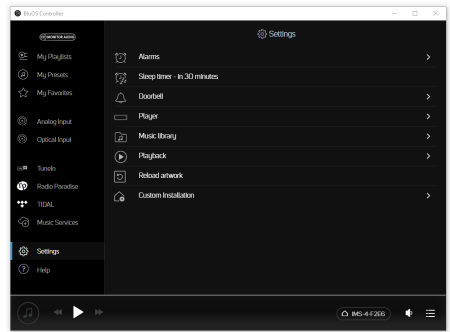 BluOS Controller
MONITOR AUDIO
Settings
My Playlists
My Presets
My Favorites
Analog Input
Optical Input
TuneIn
Radio Paradise
TIDAL
Music Services
Settings
Help
Alarms
Sleep timer - in 30 minutes
Doorbell
Player
Music library
Playback
Reload artwork
Custom Installation
IMS-4-F2E6